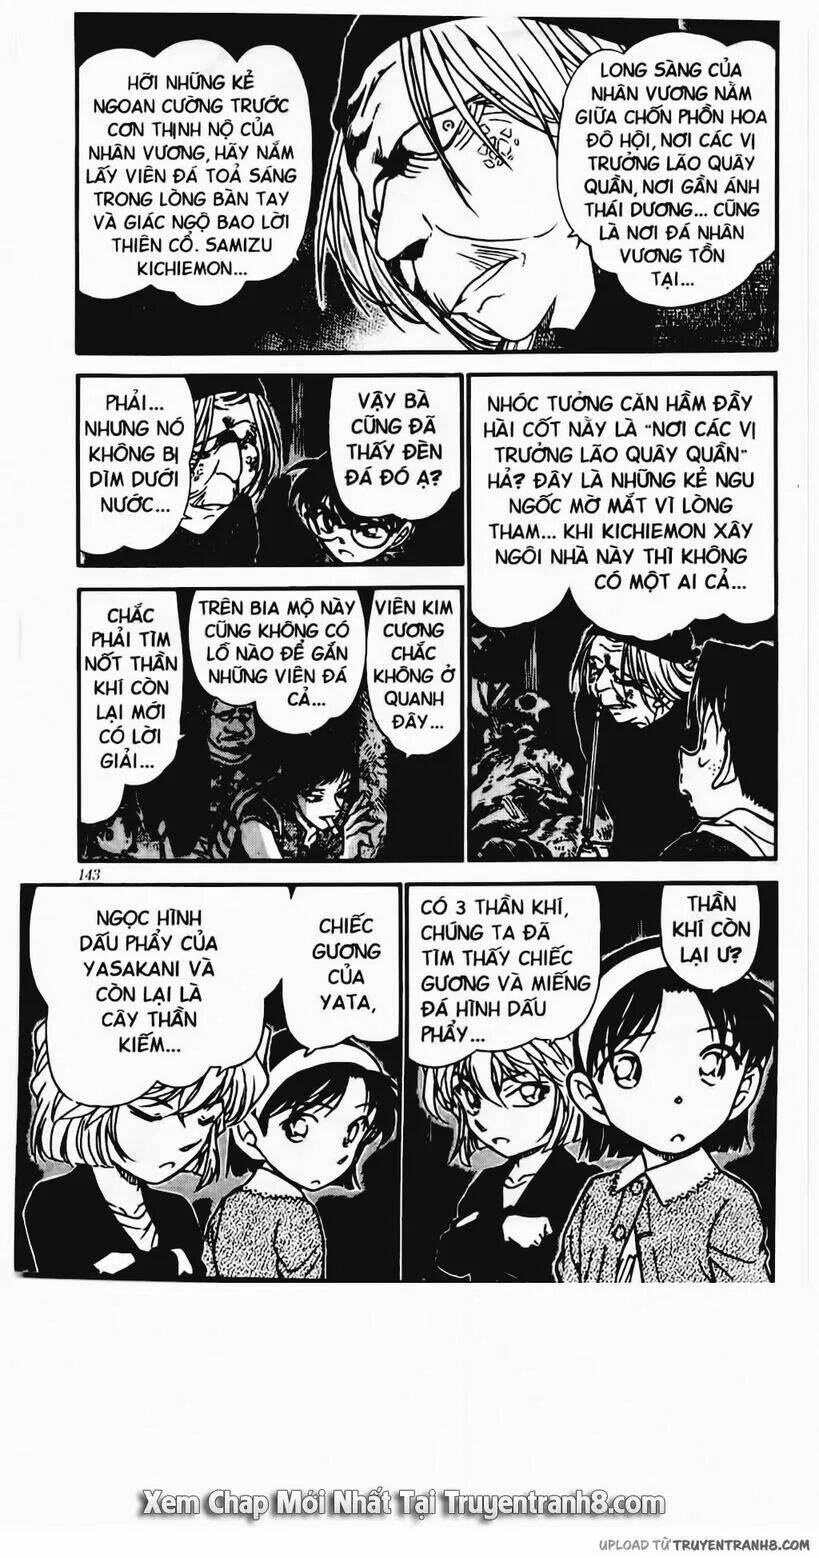 LONG SÀNG CỦA
NHÂN VƯƠNG NẰM
GIỮA CHỐN PHỒN HOA
ĐÔ HỘI, NƠI CÁC VỊ
TRƯỞNG LÃO QUÂY
QUẦN, NƠI GẦN ÁNH
THÁI DƯƠNG... CŨNG
LÀ NƠI ĐÁ NHÂN
VƯƠNG TỒN
TẠI...
HỠI NHỮNG KẺ
NGOAN CƯỜNG TRƯỚC
CƠN THỊNH NỘ CỦA
NHÂN VƯƠNG, HÃY NẮM
LẤY VIÊN ĐÁ TOẢ SÁNG
TRONG LÒNG BÀN TAY
VÀ GIÁC NGỘ BAO LỜI
THIÊN CỔ. SAMIZU
KICHIEMON...
NHÓC TƯỞNG CĂN HẦM ĐẦY
HÀI CỐT NÀY LÀ "NƠI CÁC VỊ
TRƯỞNG LÃO QUÂY QUẦN"
HẢ? ĐÂY LÀ NHỮNG KẺ NGU
NGỐC MỜ MẮT VÌ LÒNG
THAM... KHI KICHIEMON XÂY
NGÔI NHÀ NÀY THÌ KHÔNG
CÓ MỘT AI CẢ...
VẬY BÀ
CŨNG ĐÃ
THẤY ĐÈN
ĐÁ ĐÓ Ạ?
PHẢI...
NHƯNG NÓ
KHÔNG BỊ
DÌM DƯỚI
NƯỚC...
VIÊN KIM
CƯƠNG
CHẮC
KHÔNG Ở
QUANH
ĐÂY...
TRÊN BIA MỘ NÀY
CŨNG KHÔNG CÓ
LỖ NÀO ĐỂ GẮN
NHỮNG VIÊN ĐÁ
CẢ...
CHẮC
PHẢI TÌM
NỐT THẦN
KHÍ CÒN
LẠI MỚI
CÓ LỜI
GIẢI...
143
THẦN
KHÍ CÒN
LẠI Ư?
CÓ 3 THẦN KHÍ,
CHÚNG TA ĐÃ
TÌM THẤY CHIẾC
GƯƠNG VÀ MIẾNG
ĐÁ HÌNH DẤU
PHẨY...
CHIẾC
GƯƠNG
CỦA
YATA,
NGỌC HÌNH
DẤU PHẨY CỦA
YASAKANI VÀ
CÒN LẠI LÀ
CÂY THẦN
KIẾM...
Xem Chap Mới Nhất Tại Truyentranh8.com
UPLOAD TỪ TRUYENTRANH8.COM